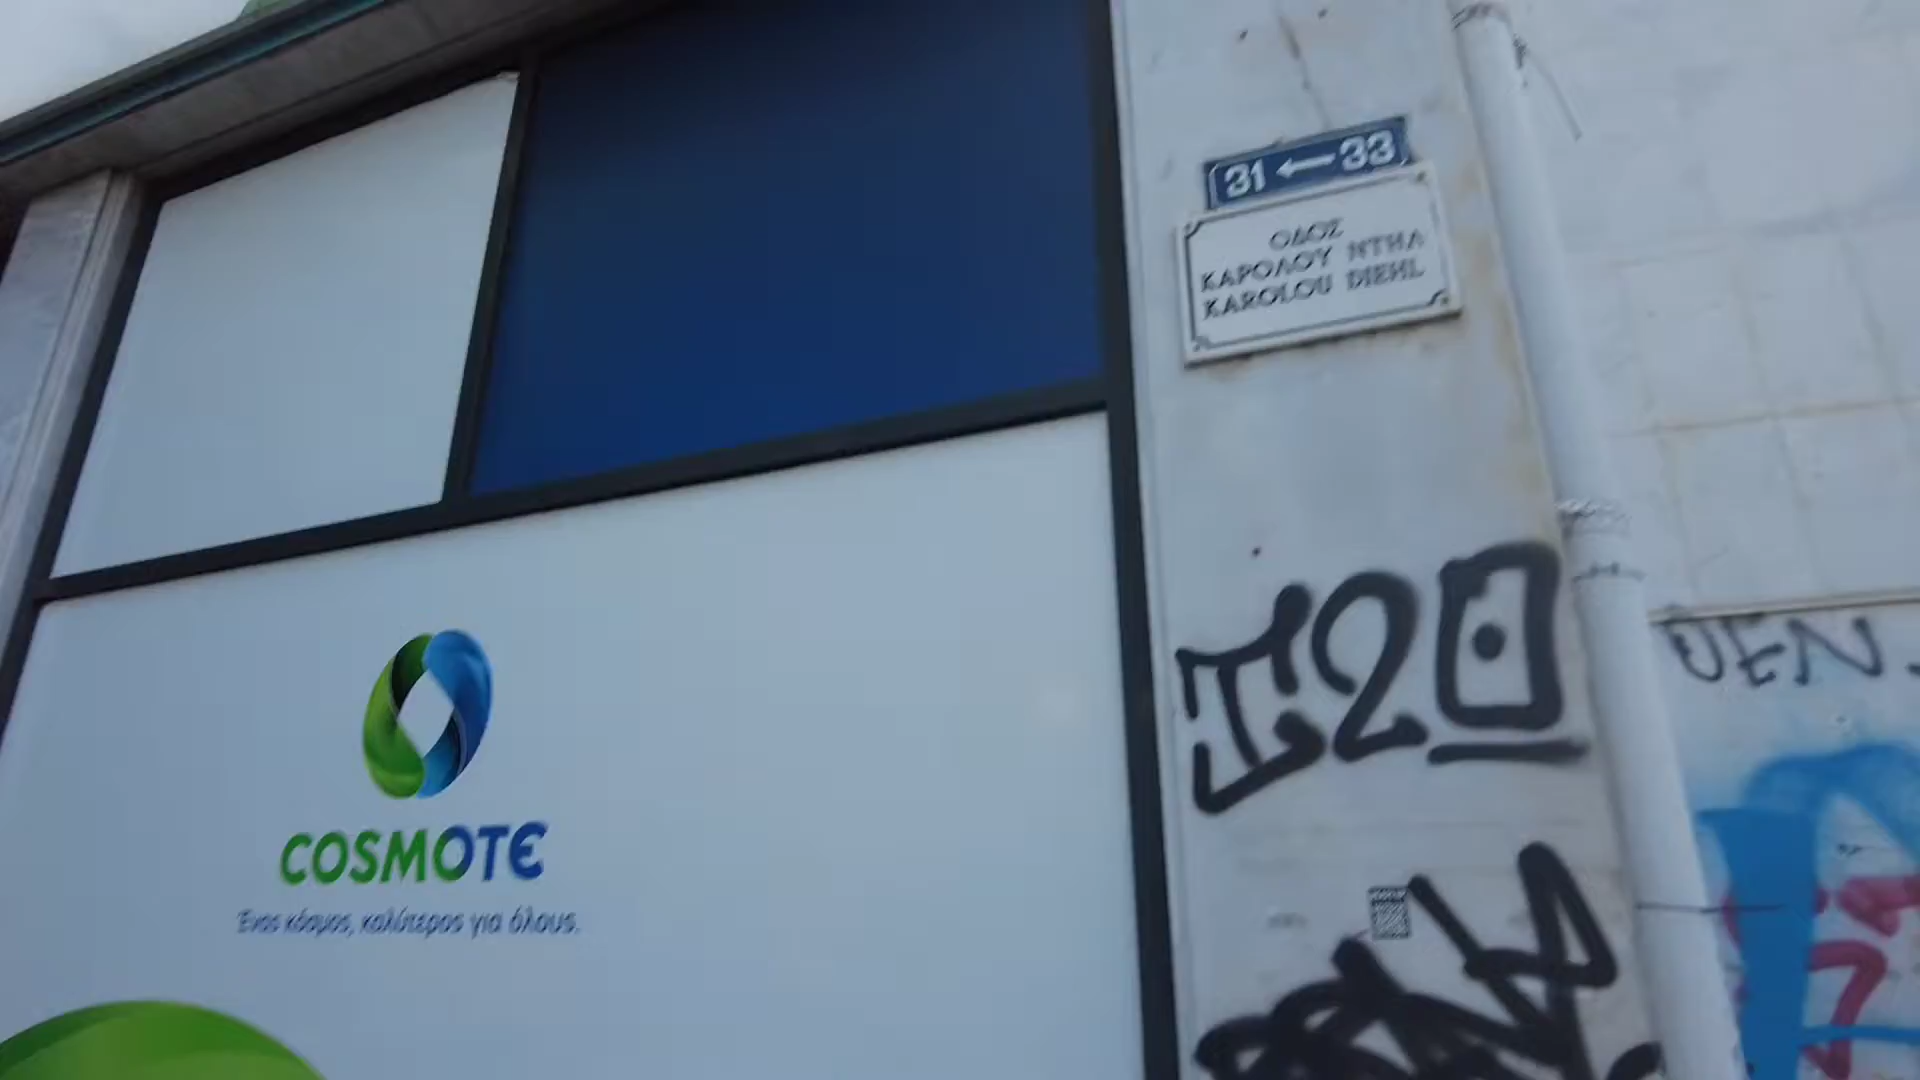 31 ← 33
ΟΔΟΣ
ΚΑΡΟΛΟΥ ΝΤΗΛ
KAROLOU DIEHL
COSMOTE
Ένας κόσμος, καλύτερος για όλους.